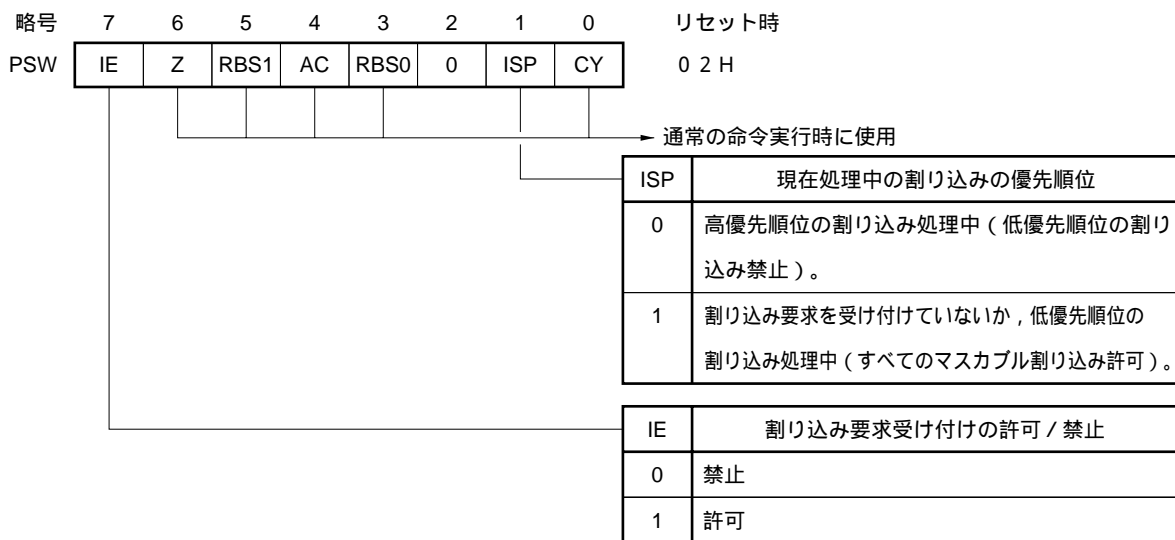 略号 7 6 5 4 3 2 1 0 リセット時
PSW IE Z RBS1 AC RBS0 0 ISP CY 0 2 H
通常の命令実行時に使用
ISP 現在処理中の割り込みの優先順位
0 高優先順位の割り込み処理中(低優先順位の割り
込み禁止)。
1 割り込み要求を受け付けていないか,低優先順位の
割り込み処理中(すべてのマスカブル割り込み許可)。
IE 割り込み要求受け付けの許可/禁止
0 禁止
1 許可